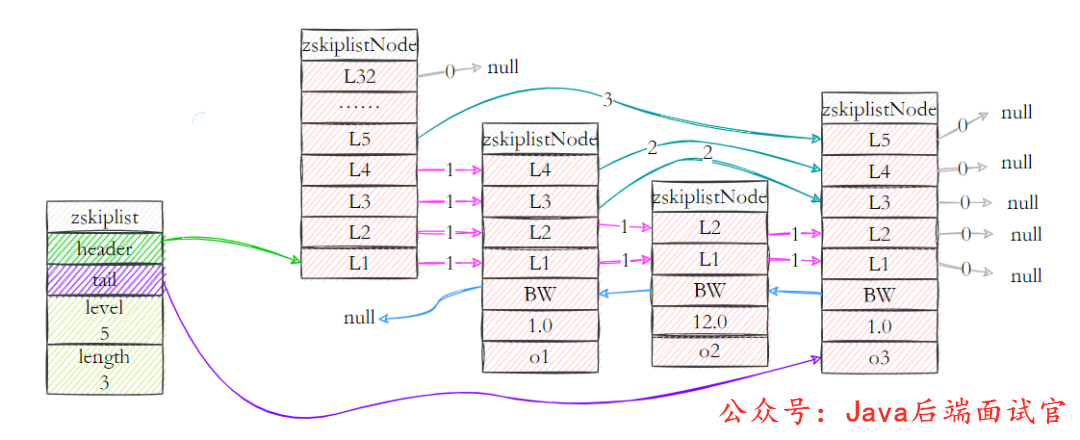 zskiplist
header
tail
level
5
length
3
zskiplistNode
L32
……
L5
L4
L3
L2
L1
0
null
3
1
1
1
1
zskiplistNode
L4
L3
L2
L1
BW
1.0
o1
null
2
2
1
1
zskiplistNode
L2
L1
BW
12.0
o2
1
1
zskiplistNode
L5
L4
L3
L2
L1
BW
1.0
o3
0
null
0
null
0
null
0
null
0
null
公众号：Java后端面试官